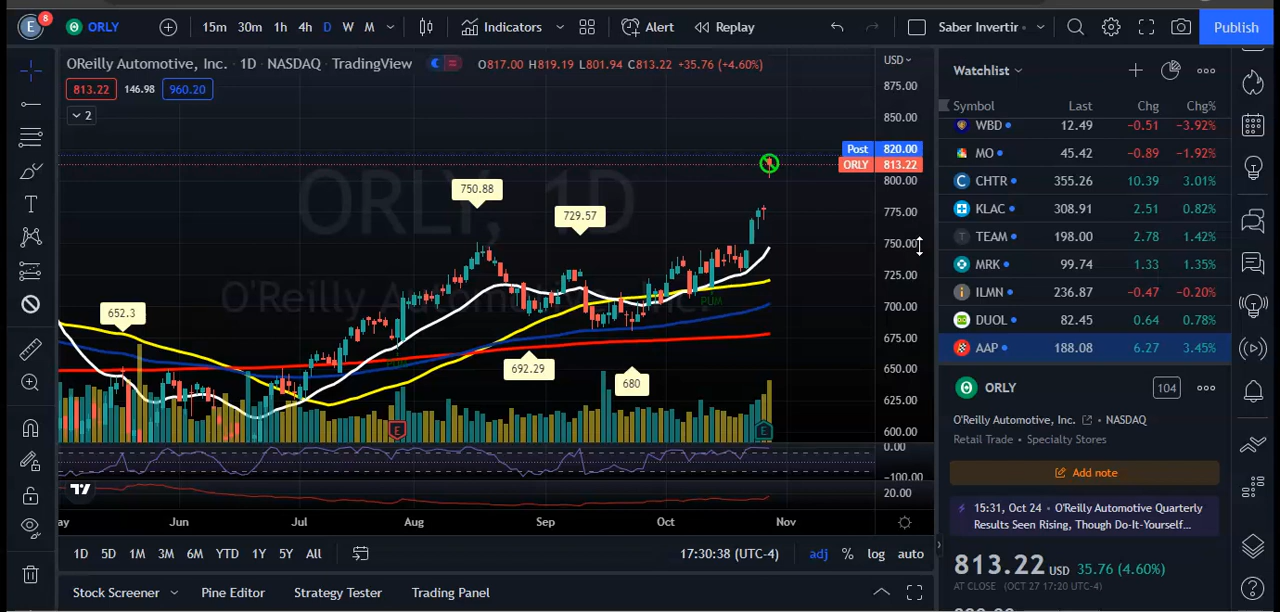 E 8 ORLY 15m 30m 1h 4h D W M Indicators Alert Replay Saber Invertir Publish
OReilly Automotive, Inc. · 1D · NASDAQ · TradingView O817.00 H819.19 L801.94 C813.22 +35.76 (+4.60%)
813.22 146.98 960.20
2
USD
875.00
850.00
Post 820.00
ORLY 813.22
800.00
775.00
750.00
725.00
700.00
675.00
650.00
625.00
600.00
0.00
-100.00
20.00
ORLY, 1D
O'Reilly Automotive, Inc.
750.88
729.57
652.3
692.29
680
PUM
E
E
ay Jun Jul Aug Sep Oct Nov
1D 5D 1M 3M 6M YTD 1Y 5Y All 17:30:38 (UTC-4) adj % log auto
Stock Screener Pine Editor Strategy Tester Trading Panel
Watchlist
Symbol Last Chg Chg%
WBD 12.49 −0.51 −3.92%
MO 45.42 −0.89 −1.92%
CHTR 355.26 10.39 3.01%
KLAC 308.91 2.51 0.82%
TEAM 198.00 2.78 1.42%
MRK 99.74 1.33 1.35%
ILMN 236.87 −0.47 −0.20%
DUOL 82.45 0.64 0.78%
AAP 188.08 6.27 3.45%
ORLY 104
O'Reilly Automotive, Inc. · NASDAQ
Retail Trade · Specialty Stores
Add note
15:31, Oct 24 · O'Reilly Automotive Quarterly
Results Seen Rising, Though Do-It-Yourself...
813.22 USD 35.76 (4.60%)
AT CLOSE (OCT 27 17:20 UTC-4)